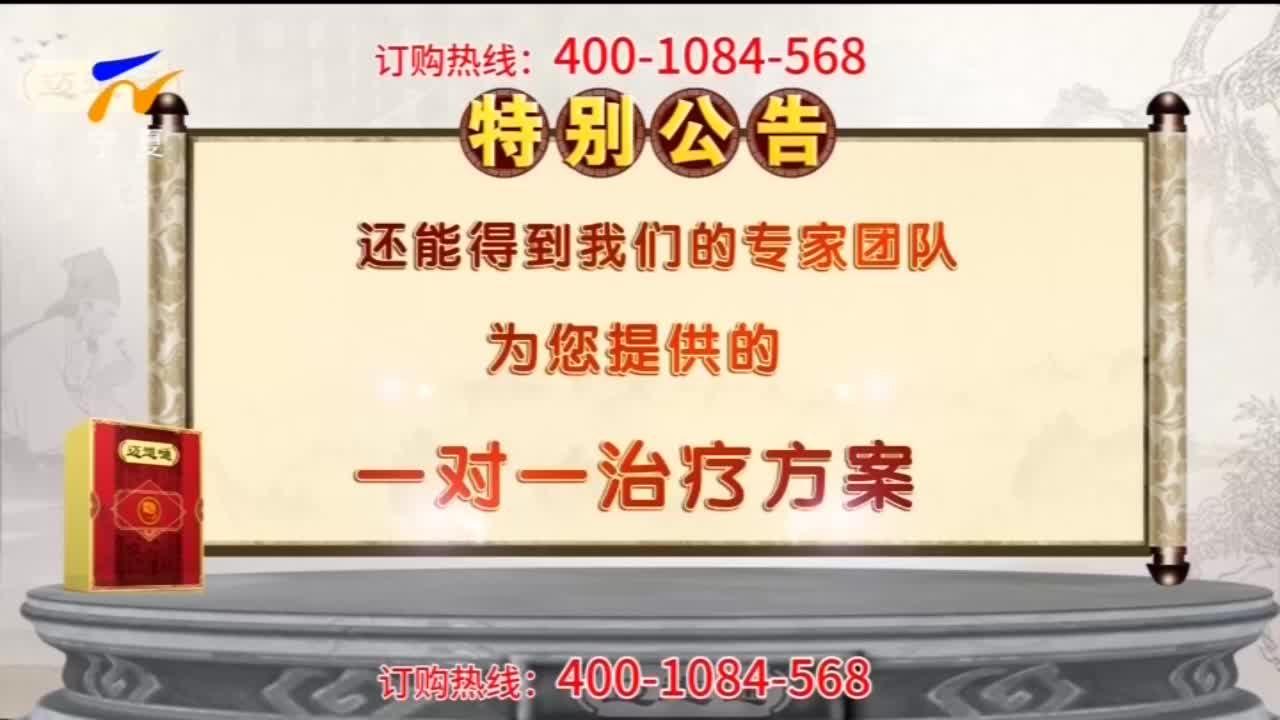 订购热线：400-1084-568
特别公告
宁夏
还能得到我们的专家团队
为您提供的
一对一治疗方案
订购热线：400-1084-568